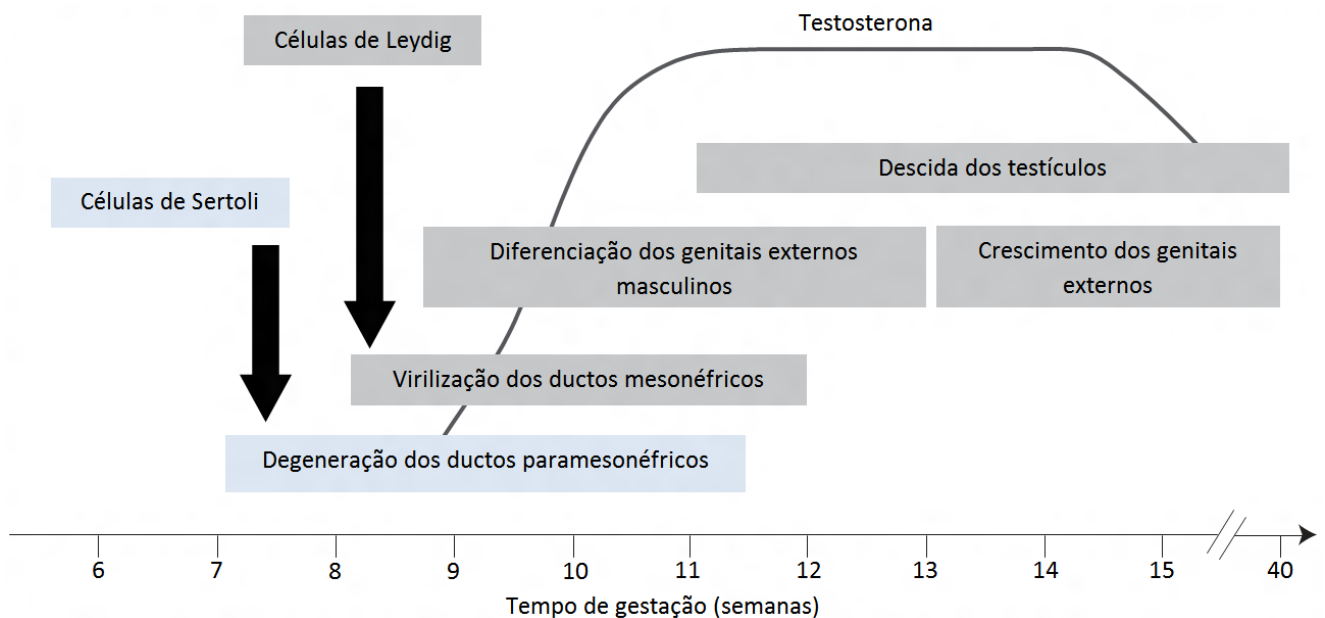 Testosterona
Células de Leydig
Descida dos testículos
Células de Sertoli
Diferenciação dos genitais externos
masculinos
Crescimento dos genitais
externos
Virilização dos ductos mesonéfricos
Degeneração dos ductos paramesonéfricos
6 7 8 9 10 11 12 13 14 15 40
Tempo de gestação (semanas)